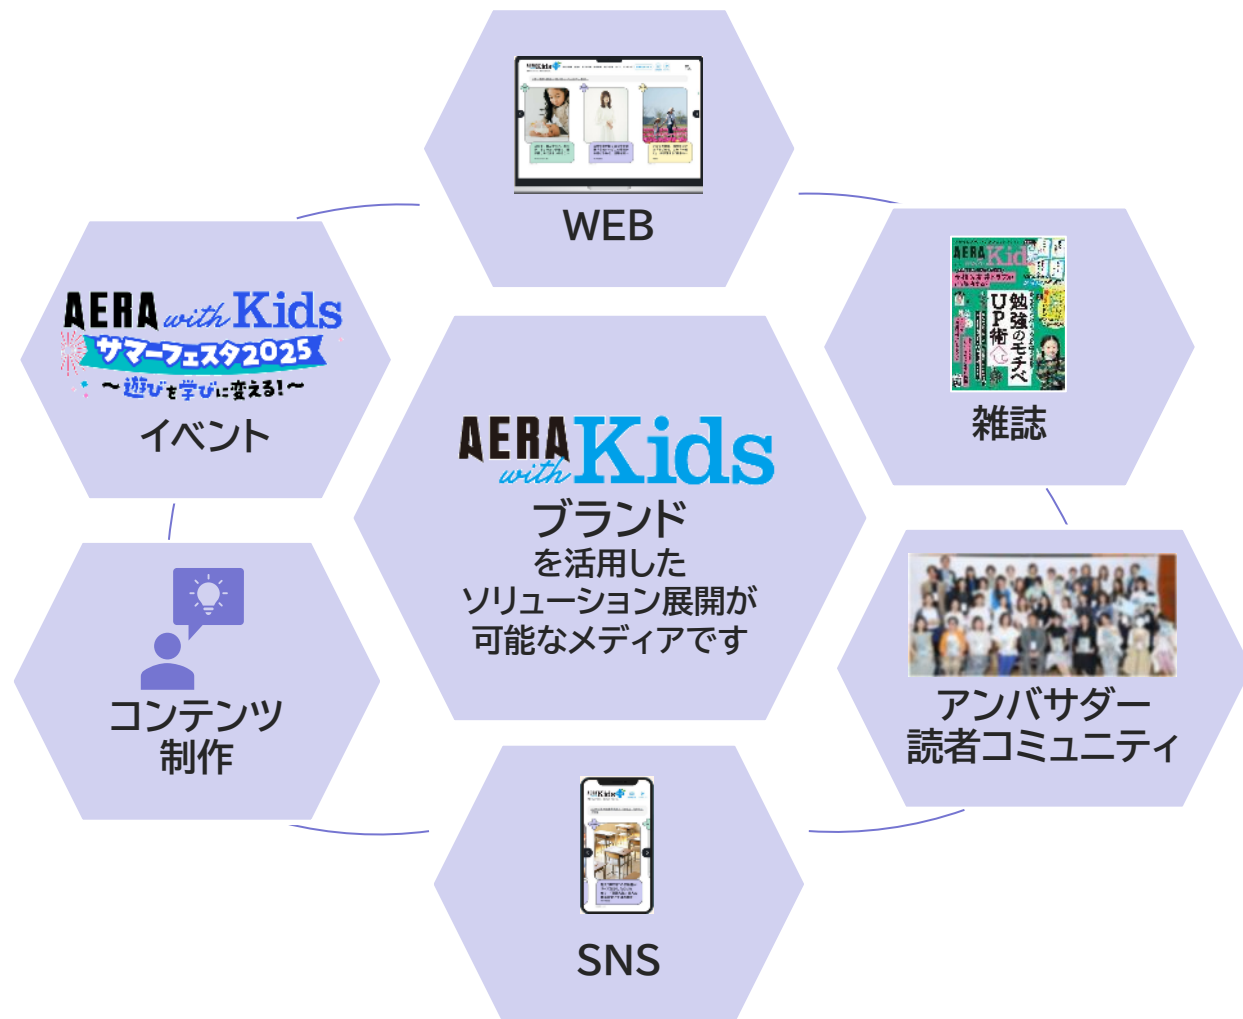 WEB
AERA with Kids
サマーフェスタ2025
～遊びを学びに変える!～
イベント
AERA with Kids
勉強のモチベ
UP術
雑誌
AERA with Kids
ブランド
を活用した
ソリューション展開が
可能なメディアです
コンテンツ
制作
アンバサダー
読者コミュニティ
SNS